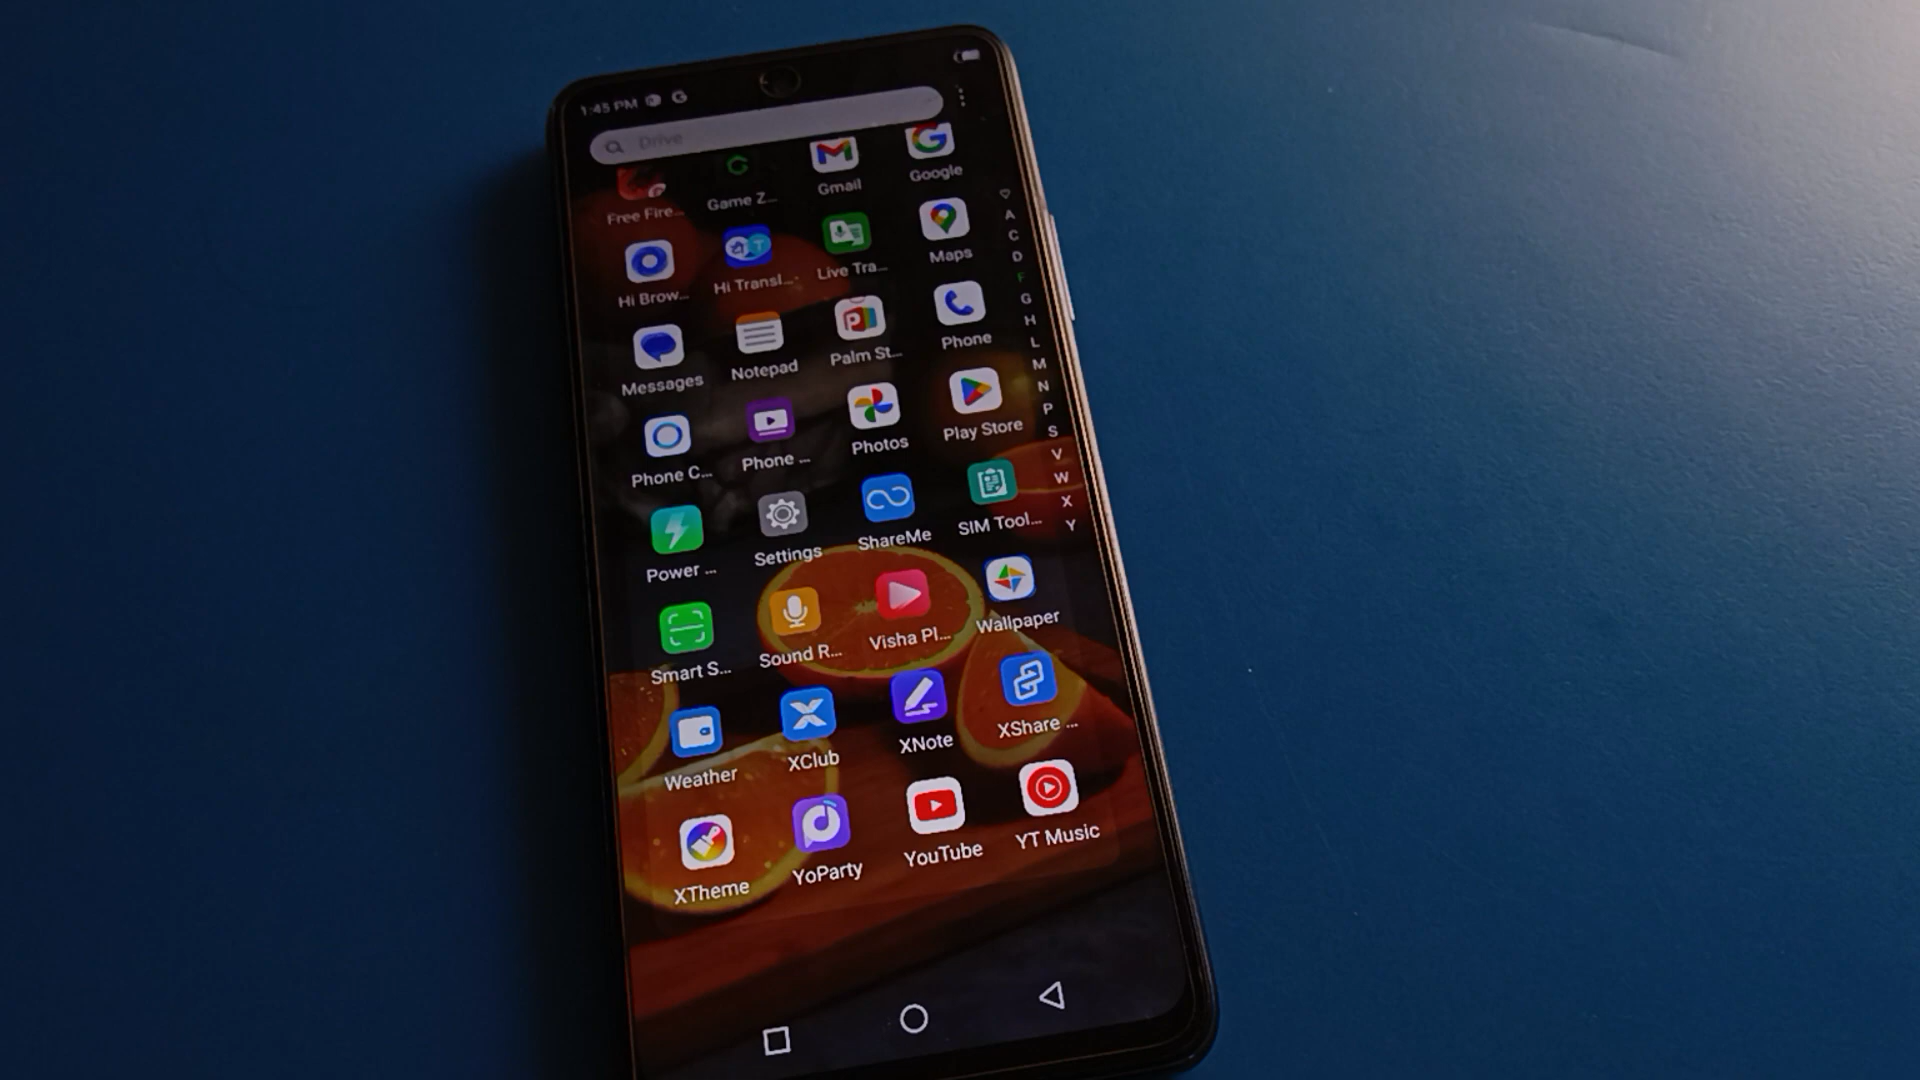 1:45 PM
Drive
Free Fire... Game Z... Gmail Google
Hi Brow... Hi Transl... Live Tra... Maps
Messages Notepad Palm St... Phone
Phone C... Phone ... Photos Play Store
Power ... Settings ShareMe SIM Tool...
Smart S... Sound R... Visha Pl... Wallpaper
Weather XClub XNote XShare ...
XTheme YoParty YouTube YT Music
A
C
D
F
G
H
L
M
N
P
S
V
W
X
Y